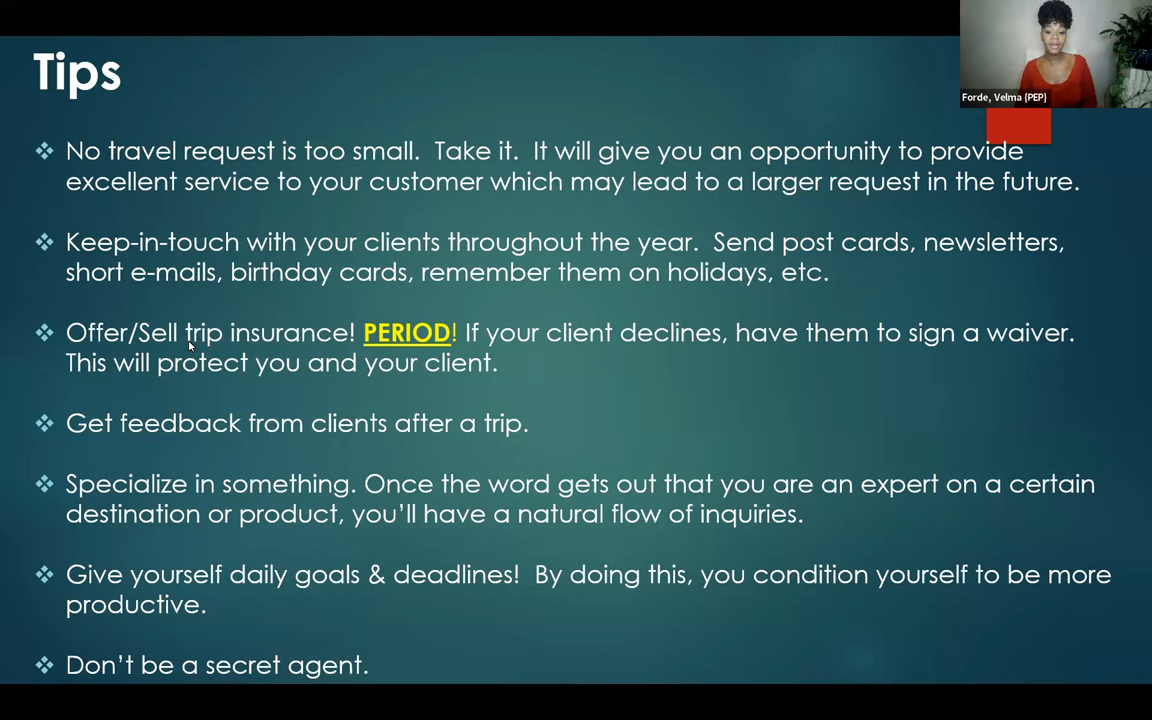 Tips
Forde, Velma {PEP}
❖ No travel request is too small.  Take it.  It will give you an opportunity to provide
excellent service to your customer which may lead to a larger request in the future.
❖ Keep-in-touch with your clients throughout the year.  Send post cards, newsletters,
short e-mails, birthday cards, remember them on holidays, etc.
❖ Offer/Sell trip insurance! PERIOD! If your client declines, have them to sign a waiver.
This will protect you and your client.
❖ Get feedback from clients after a trip.
❖ Specialize in something. Once the word gets out that you are an expert on a certain
destination or product, you’ll have a natural flow of inquiries.
❖ Give yourself daily goals & deadlines!  By doing this, you condition yourself to be more
productive.
❖ Don’t be a secret agent.